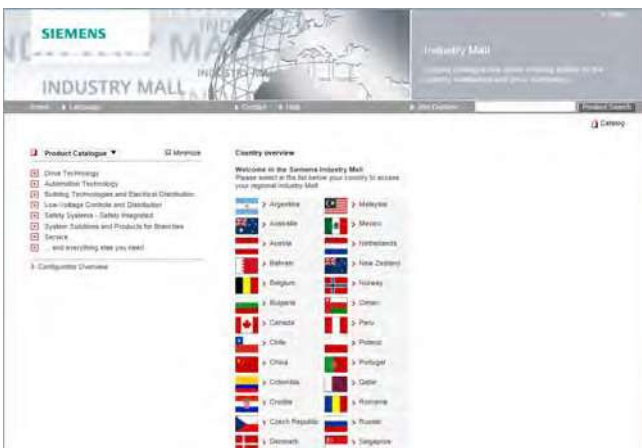 SIEMENS
INDUSTRY MALL
Industry Mall
Home
Language
Contact
Help
Product Search
Catalog
Product Catalogue
Minimize
Drive Technology
Automation Technology
Building Technologies and Electrical Distribution
Low-Voltage Controls and Distribution
Safety Systems - Safety Integrated
System Solutions and Products for Branches
Service
... and everything else you need
Configurator Overview
Country overview
Welcome in the Siemens Industry Mall
Please select in the list below your country to access
your regional Industry Mall
Argentina
Malaysia
Australia
Mexico
Austria
Netherlands
Bahrain
New Zealand
Belgium
Norway
Bulgaria
Oman
Canada
Peru
Chile
Poland
China
Portugal
Colombia
Qatar
Croatia
Romania
Czech Republic
Russia
Denmark
Singapore